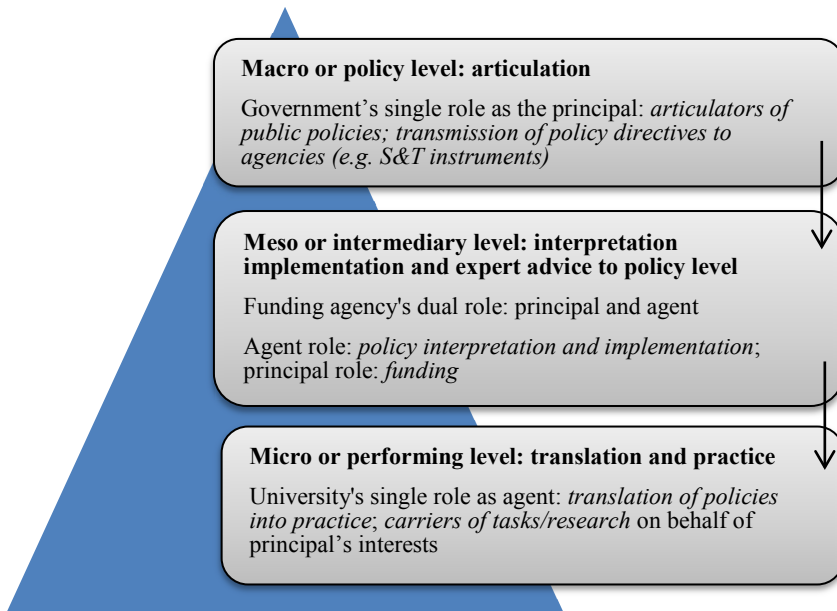 Macro or policy level: articulation
Government’s single role as the principal: articulators of
public policies; transmission of policy directives to
agencies (e.g. S&T instruments)
Meso or intermediary level: interpretation
implementation and expert advice to policy level
Funding agency's dual role: principal and agent
Agent role: policy interpretation and implementation;
principal role: funding
Micro or performing level: translation and practice
University's single role as agent: translation of policies
into practice; carriers of tasks/research on behalf of
principal’s interests